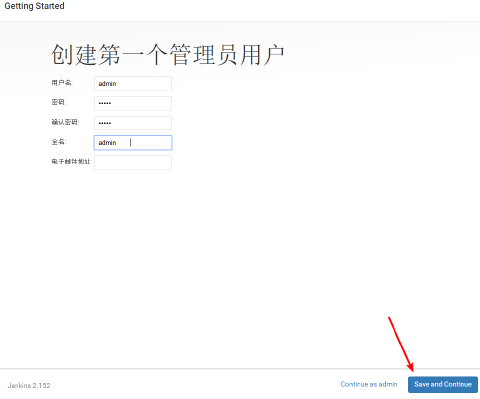 Getting Started
创建第一个管理员用户
用户名: admin
密码: •••••
确认密码: •••••
全名: admin
电子邮件地址:
Jenkins 2.152 Continue as admin Save and Continue